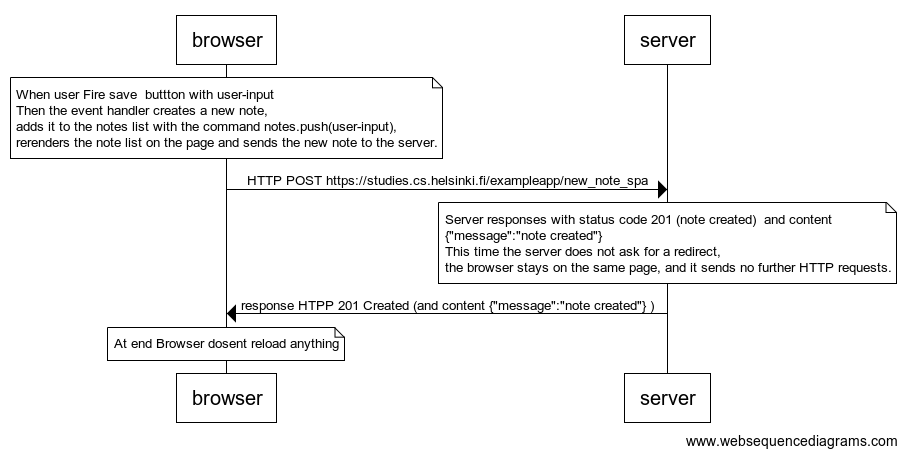 browser
server
When user Fire save buttton with user-input
Then the event handler creates a new note,
adds it to the notes list with the command notes.push(user-input),
rerenders the note list on the page and sends the new note to the server.
HTTP POST https://studies.cs.helsinki.fi/exampleapp/new_note_spa
Server responses with status code 201 (note created) and content
{"message":"note created"}
This time the server does not ask for a redirect,
the browser stays on the same page, and it sends no further HTTP requests.
response HTPP 201 Created (and content {"message":"note created"} )
At end Browser dosent reload anything
browser
server
www.websequencediagrams.com